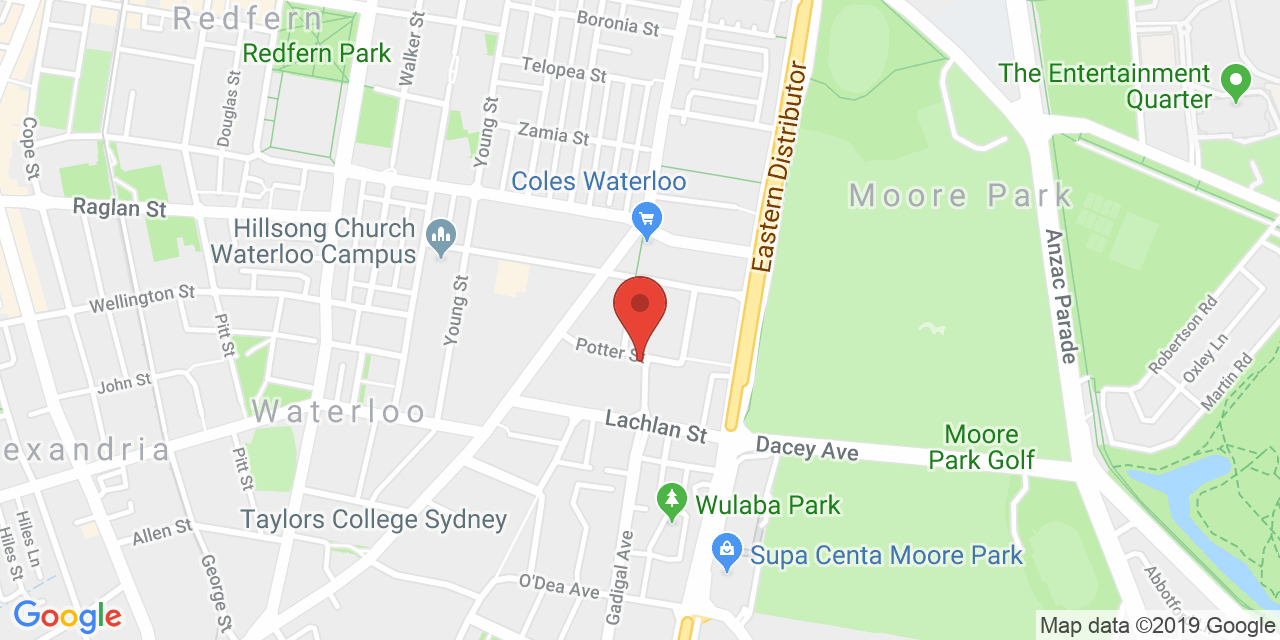 Redfern
Boronia St
Redfern Park
Walker St
Telopea St
The Entertainment
Quarter
Douglas St
Eastern Distributor
Young St
Cope St
Zamia St
Coles Waterloo
Moore Park
Raglan St
Hillsong Church
Waterloo Campus
Anzac Parade
Wellington St
Young St
Pitt St
Robertson Rd
Oxley Ln
Martin Rd
Potter St
John St
Waterloo
Lachlan St
Dacey Ave
Moore
Park Golf
exandria
Pitt St
Wulaba Park
Taylors College Sydney
Allen St
Hiles Ln
Hiles St
George St
Gadigal Ave
Supa Centa Moore Park
O'Dea Ave
Abbotfo
Google
Map data ©2019 Google